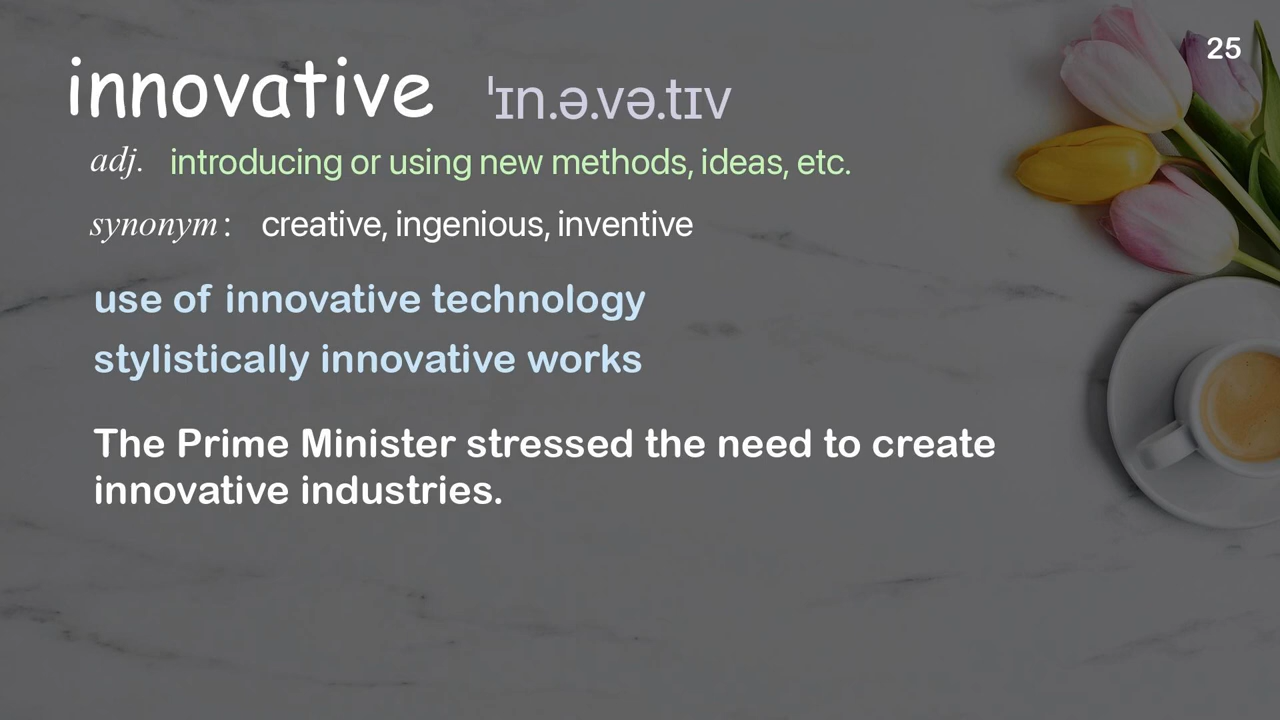 25
innovative ˈɪn.ə.və.tɪv
adj. introducing or using new methods, ideas, etc.
synonym: creative, ingenious, inventive
use of innovative technology
stylistically innovative works
The Prime Minister stressed the need to create
innovative industries.